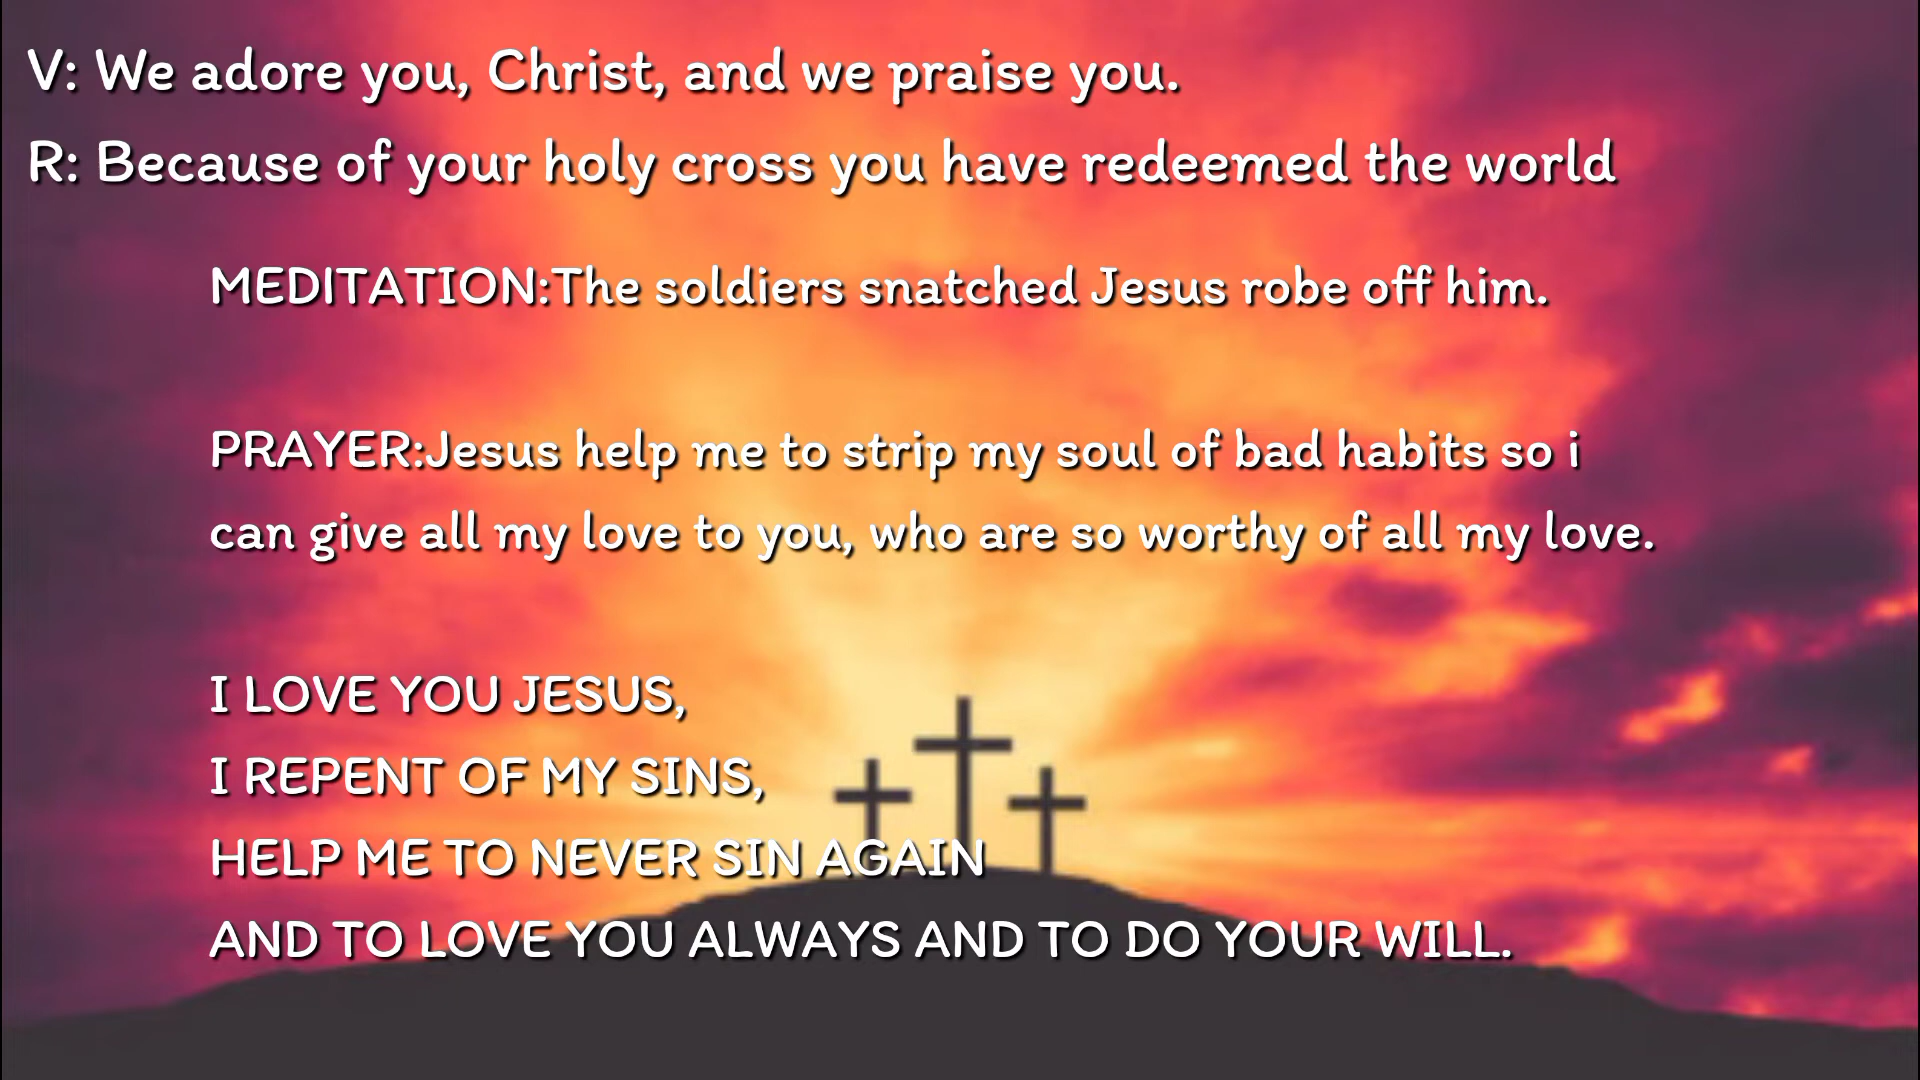 V: We adore you, Christ, and we praise you.
R: Because of your holy cross you have redeemed the world
MEDITATION:The soldiers snatched Jesus robe off him.
PRAYER:Jesus help me to strip my soul of bad habits so i
can give all my love to you, who are so worthy of all my love.
I LOVE YOU JESUS,
I REPENT OF MY SINS,
HELP ME TO NEVER SIN AGAIN
AND TO LOVE YOU ALWAYS AND TO DO YOUR WILL.